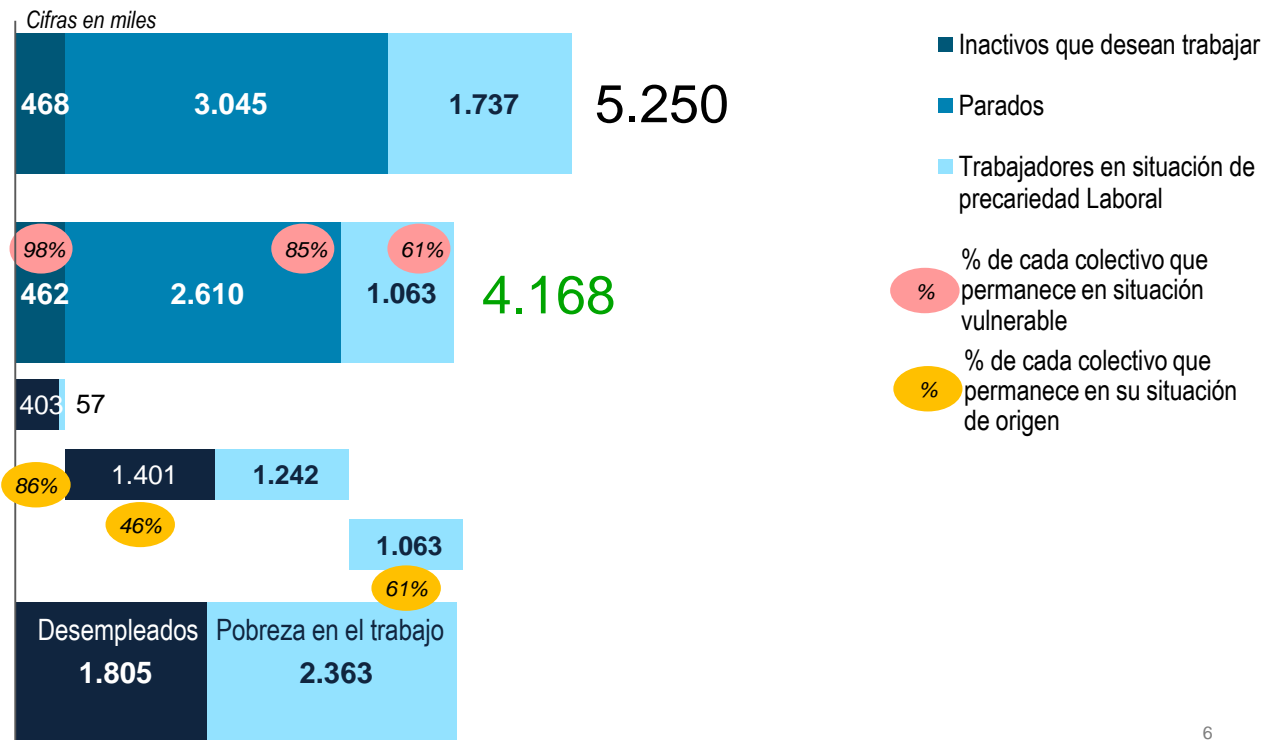 Cifras en miles
468 3.045 1.737 5.250
98% 85% 61%
462 2.610 1.063 4.168
403 57
1.401 1.242
86%
46%
1.063
61%
Desempleados Pobreza en el trabajo
1.805 2.363
Inactivos que desean trabajar
Parados
Trabajadores en situación de
precariedad Laboral
% de cada colectivo que
% permanece en situación
vulnerable
% de cada colectivo que
% permanece en su situación
de origen
6